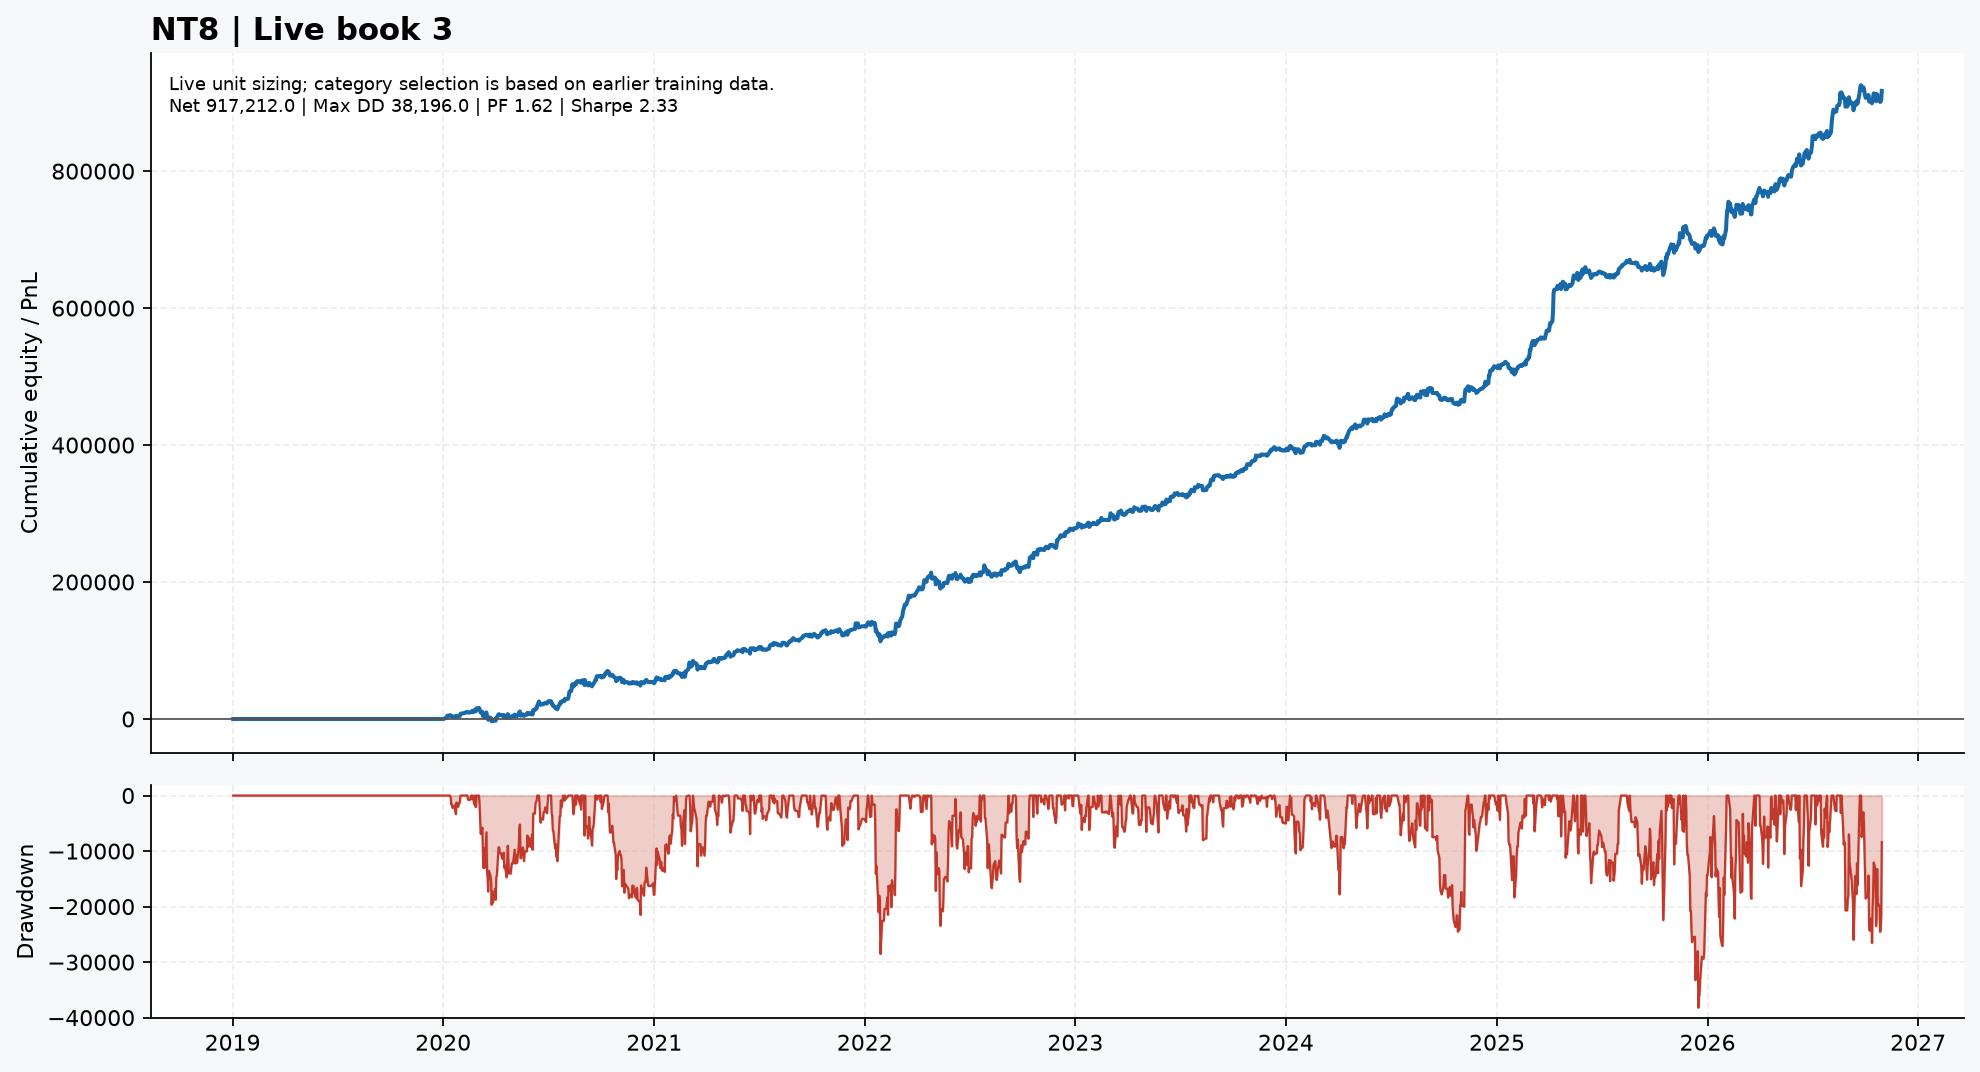 NT8 | Live book 3
Live unit sizing; category selection is based on earlier training data.
Net 917,212.0 | Max DD 38,196.0 | PF 1.62 | Sharpe 2.33
Cumulative equity / PnL
800000
600000
400000
200000
0
Drawdown
0
−10000
−20000
−30000
−40000
2019 2020 2021 2022 2023 2024 2025 2026 2027